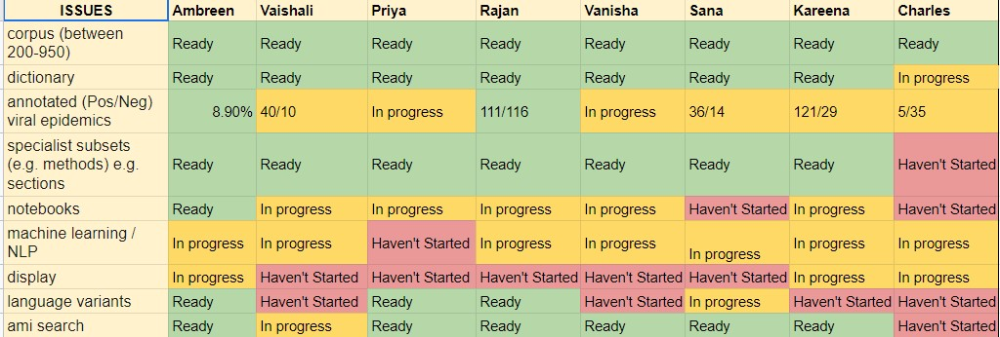 ISSUES Ambreen Vaishali Priya Rajan Vanisha Sana Kareena Charles
corpus (between
200-950) Ready Ready Ready Ready Ready Ready Ready Ready
dictionary Ready Ready Ready Ready Ready Ready Ready In progress
annotated (Pos/Neg)
viral epidemics 8.90% 40/10 In progress 111/116 In progress 36/14 121/29 5/35
specialist subsets
(e.g. methods) e.g.
sections Ready Ready Ready Ready Ready Ready Ready Haven't Started
notebooks Ready In progress In progress In progress In progress Haven't Started In progress Haven't Started
machine learning /
NLP In progress In progress Haven't Started In progress In progress In progress In progress In progress
display In progress Haven't Started Haven't Started Haven't Started Haven't Started Haven't Started In progress In progress
language variants Ready Haven't Started Ready Ready Haven't Started In progress Haven't Started Haven't Started
ami search Ready In progress Ready Ready Ready Ready Ready Haven't Started